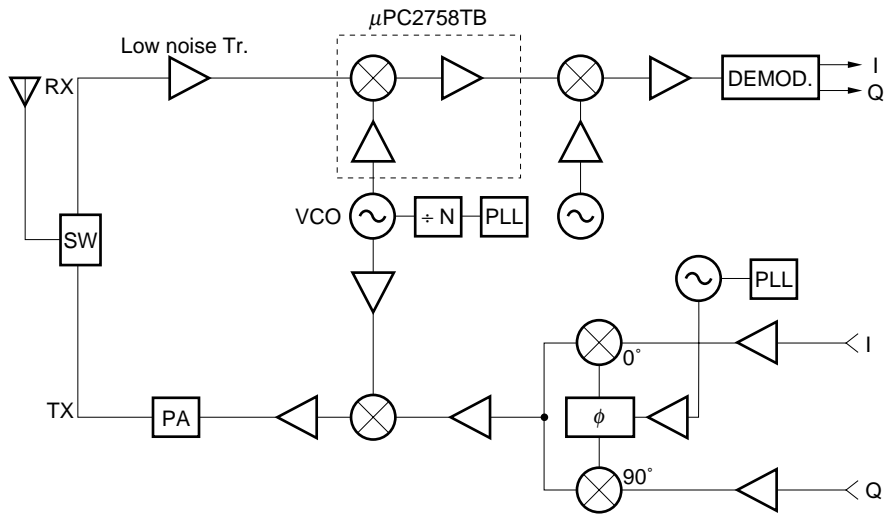 μPC2758TB
Low noise Tr.
RX
DEMOD.
I
Q
VCO
÷ N
PLL
SW
PLL
0˚
I
TX
PA
ϕ
90˚
Q